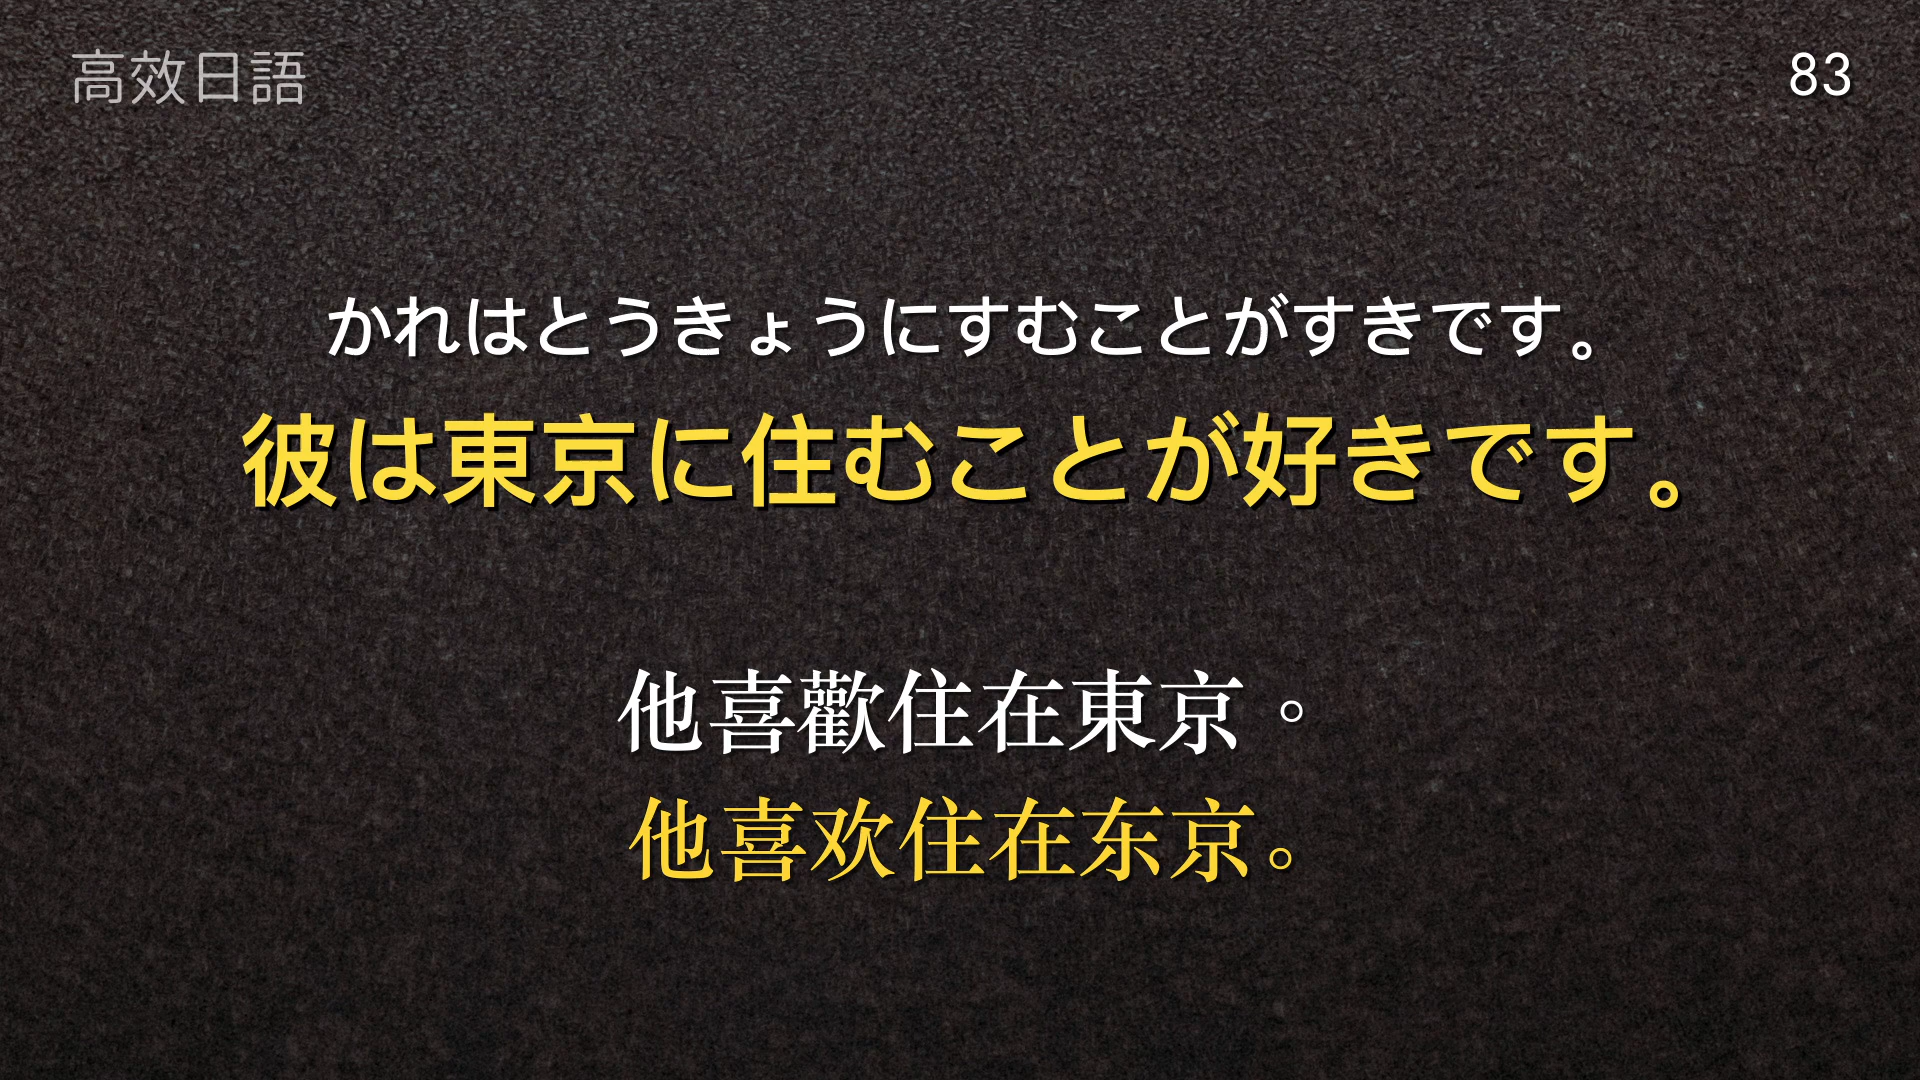 高效日語
83
かれはとうきょうにすむことがすきです。
彼は東京に住むことが好きです。
他喜歡住在東京。
他喜欢住在东京。